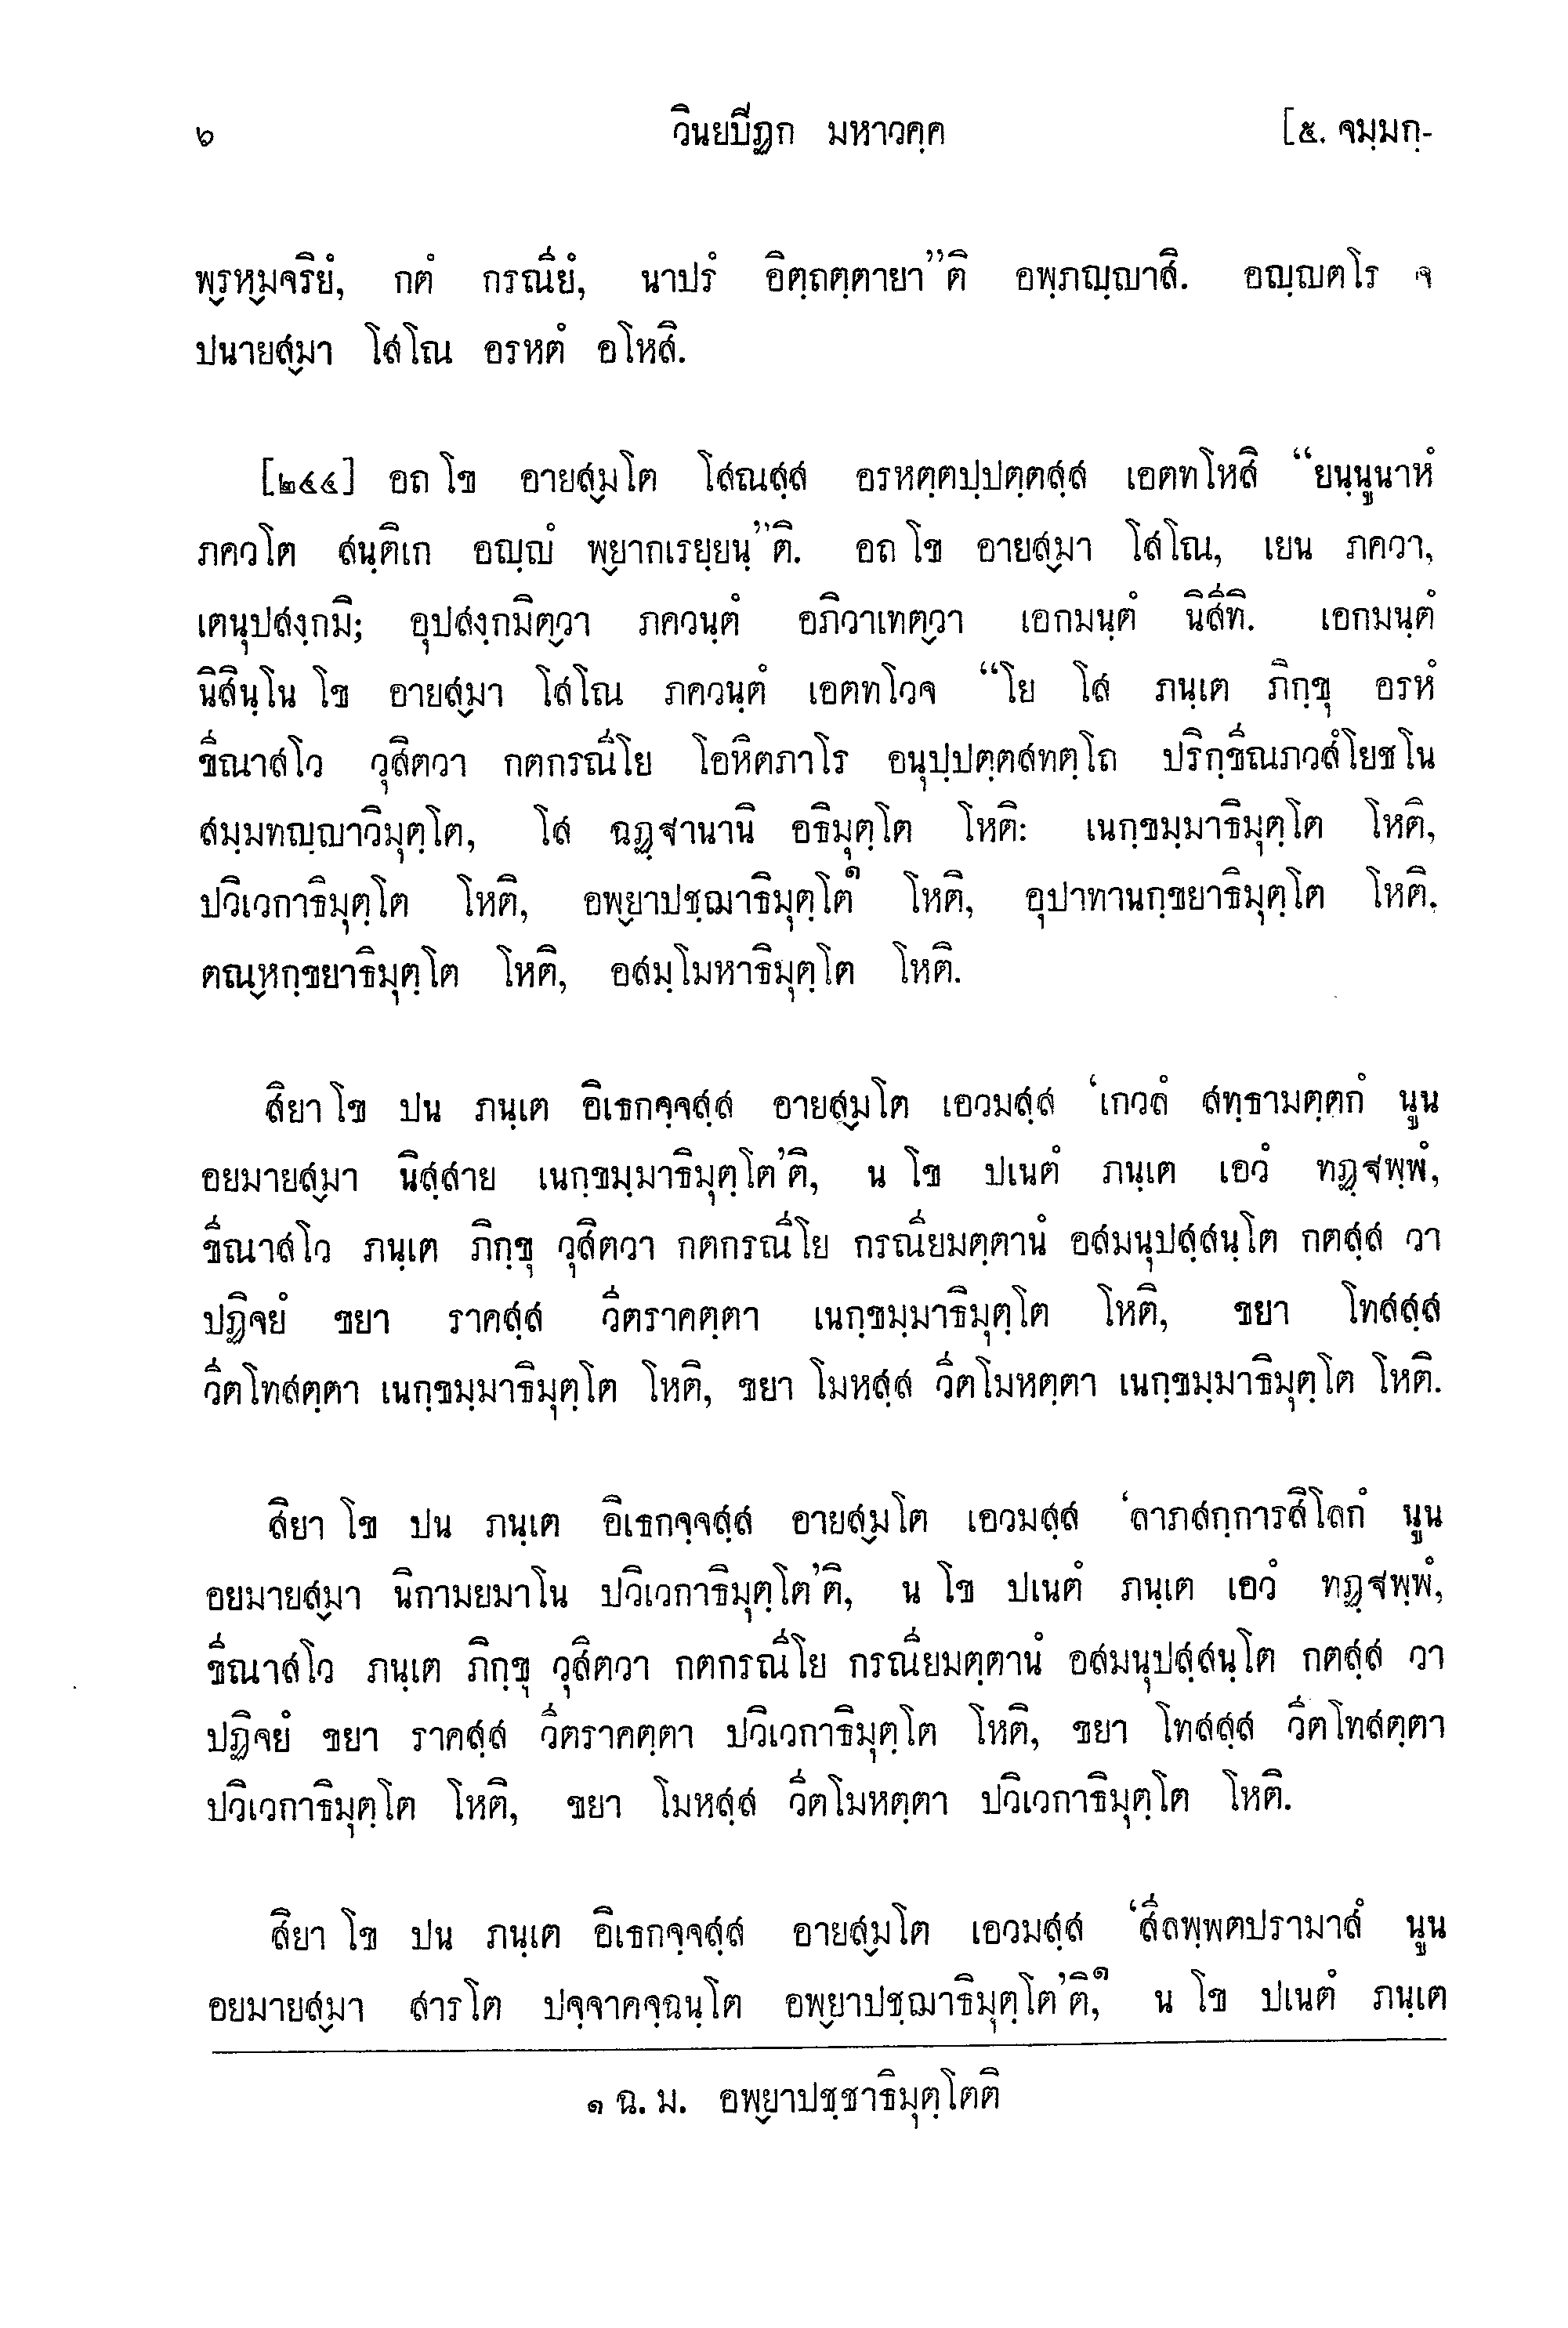 ๖ วินยปิฏก มหาวคฺค [๕. จมฺมกฺ-
พ๎รห๎มจริยํ, กตํ กรณียํ, นาปรํ อิตฺถตฺตายา”ติ อพฺภญฺญาสิ. อญฺญตโร จ
ปนายส๎มา โสโณ อรหตํ อโหสิ.
[๒๔๔] อถ โข อายส๎มโต โสณสฺส อรหตฺตปฺปตฺตสฺส เอตทโหสิ “ยนฺนูนาหํ
ภควโต สนฺติเก อญฺญํ พ๎ยากเรยฺยนฺ”ติ. อถ โข อายส๎มา โสโณ, เยน ภควา,
เตนุปสงฺกมิ; อุปสงฺกมิต๎วา ภควนฺตํ อภิวาเทต๎วา เอกมนฺตํ นิสีทิ. เอกมนฺตํ
นิสินฺโน โข อายส๎มา โสโณ ภควนฺตํ เอตทโวจ “โย โส ภนฺเต ภิกฺขุ อรหํ
ขีณาสโว วุสิตวา กตกรณีโย โอหิตภาโร อนุปฺปตฺตสทตฺโถ ปริกฺขีณภวสํโยชโน
สมฺมทญฺญาวิมุตฺโต, โส ฉฏฺฐานานิ อธิมุตฺโต โหติ: เนกฺขมฺมาธิมุตฺโต โหติ,
ปวิเวกาธิมุตฺโต โหติ, อพ๎ยาปชฺฌาธิมุตฺโต๑ โหติ, อุปาทานกฺขยาธิมุตฺโต โหติ,
ตณ๎หกฺขยาธิมุตฺโต โหติ, อสมฺโมหาธิมุตฺโต โหติ.
สิยา โข ปน ภนฺเต อิเธกจฺจสฺส อายส๎มโต เอวมสฺส ‘เกวลํ สทฺธามตฺตกํ นูน
อยมายส๎มา นิสฺสาย เนกฺขมฺมาธิมุตฺโต’ติ, น โข ปเนตํ ภนฺเต เอวํ ทฏฺฐพฺพํ,
ขีณาสโว ภนฺเต ภิกฺขุ วุสิตวา กตกรณีโย กรณียมตฺตานํ อสมนุปสฺสนฺโต กตสฺส วา
ปฏิจยํ ขยา ราคสฺส วีตราคตฺตา เนกฺขมฺมาธิมุตฺโต โหติ, ขยา โทสสฺส
วีตโทสตฺตา เนกฺขมฺมาธิมุตฺโต โหติ, ขยา โมหสฺส วีตโมหตฺตา เนกฺขมฺมาธิมุตฺโต โหติ.
สิยา โข ปน ภนฺเต อิเธกจฺจสฺส อายส๎มโต เอวมสฺส ‘ลาภสกฺการสิโลกํ นูน
อยมายส๎มา นิกามยมาโน ปวิเวกาธิมุตฺโต’ติ, น โข ปเนตํ ภนฺเต เอวํ ทฏฺฐพฺพํ,
ขีณาสโว ภนฺเต ภิกฺขุ วุสิตวา กตกรณีโย กรณียมตฺตานํ อสมนุปสฺสนฺโต กตสฺส วา
ปฏิจยํ ขยา ราคสฺส วีตราคตฺตา ปวิเวกาธิมุตฺโต โหติ, ขยา โทสสฺส วีตโทสตฺตา
ปวิเวกาธิมุตฺโต โหติ, ขยา โมหสฺส วีตโมหตฺตา ปวิเวกาธิมุตฺโต โหติ.
สิยา โข ปน ภนฺเต อิเธกจฺจสฺส อายส๎มโต เอวมสฺส ‘สีลพฺพตปรามาสํ นูน
อยมายส๎มา สารโต ปจฺจาคจฺฉนฺโต อพ๎ยาปชฺฌาธิมุตฺโต’ติ,๑ น โข ปเนตํ ภนฺเต
๑ ฉ. ม. อพ๎ยาปชฺชาธิมุตฺโตติ